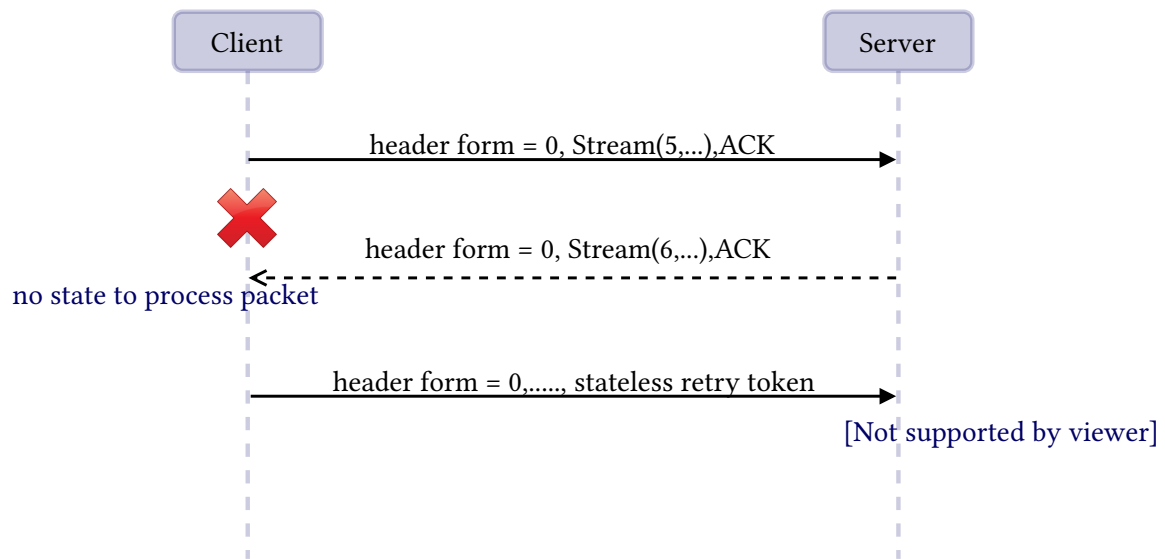 Client
Server
header form = 0, Stream(5,...),ACK
header form = 0, Stream(6,...),ACK
no state to process packet
header form = 0,....., stateless retry token
[Not supported by viewer]